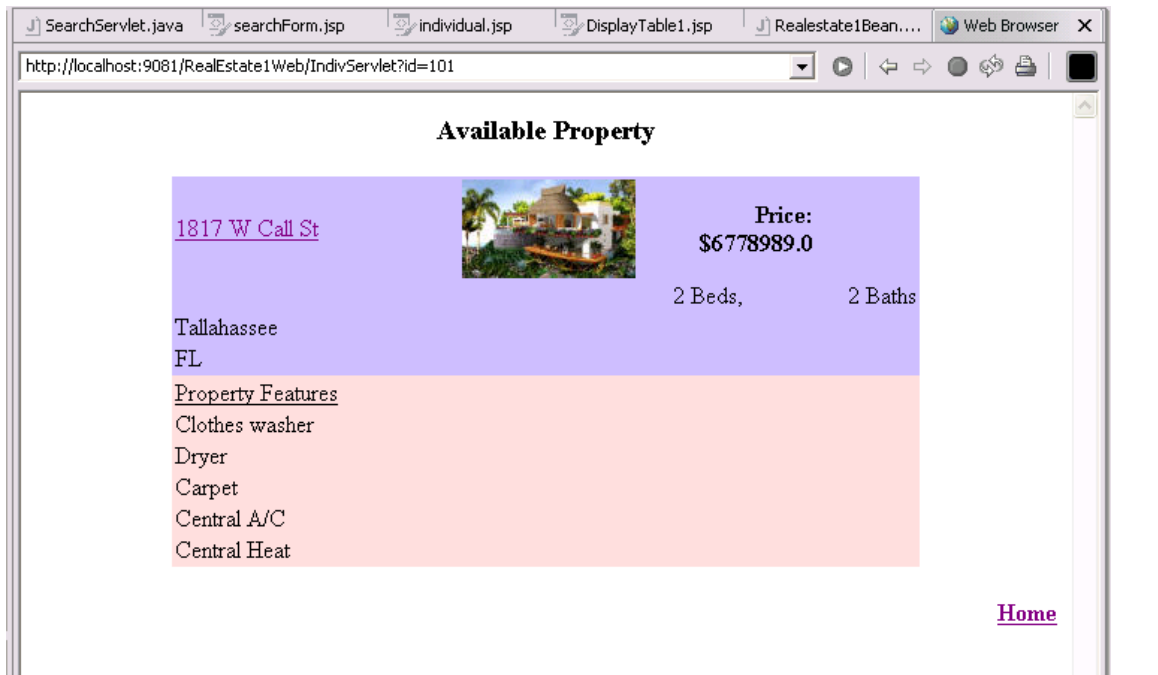 SearchServlet.java searchForm.jsp individual.jsp DisplayTable1.jsp Realestate1Bean.... Web Browser
http://localhost:9081/RealEstate1Web/IndivServlet?id=101
Available Property
1817 W Call St
Price:
$6778989.0
2 Beds, 2 Baths
Tallahassee
FL
Property Features
Clothes washer
Dryer
Carpet
Central A/C
Central Heat
Home